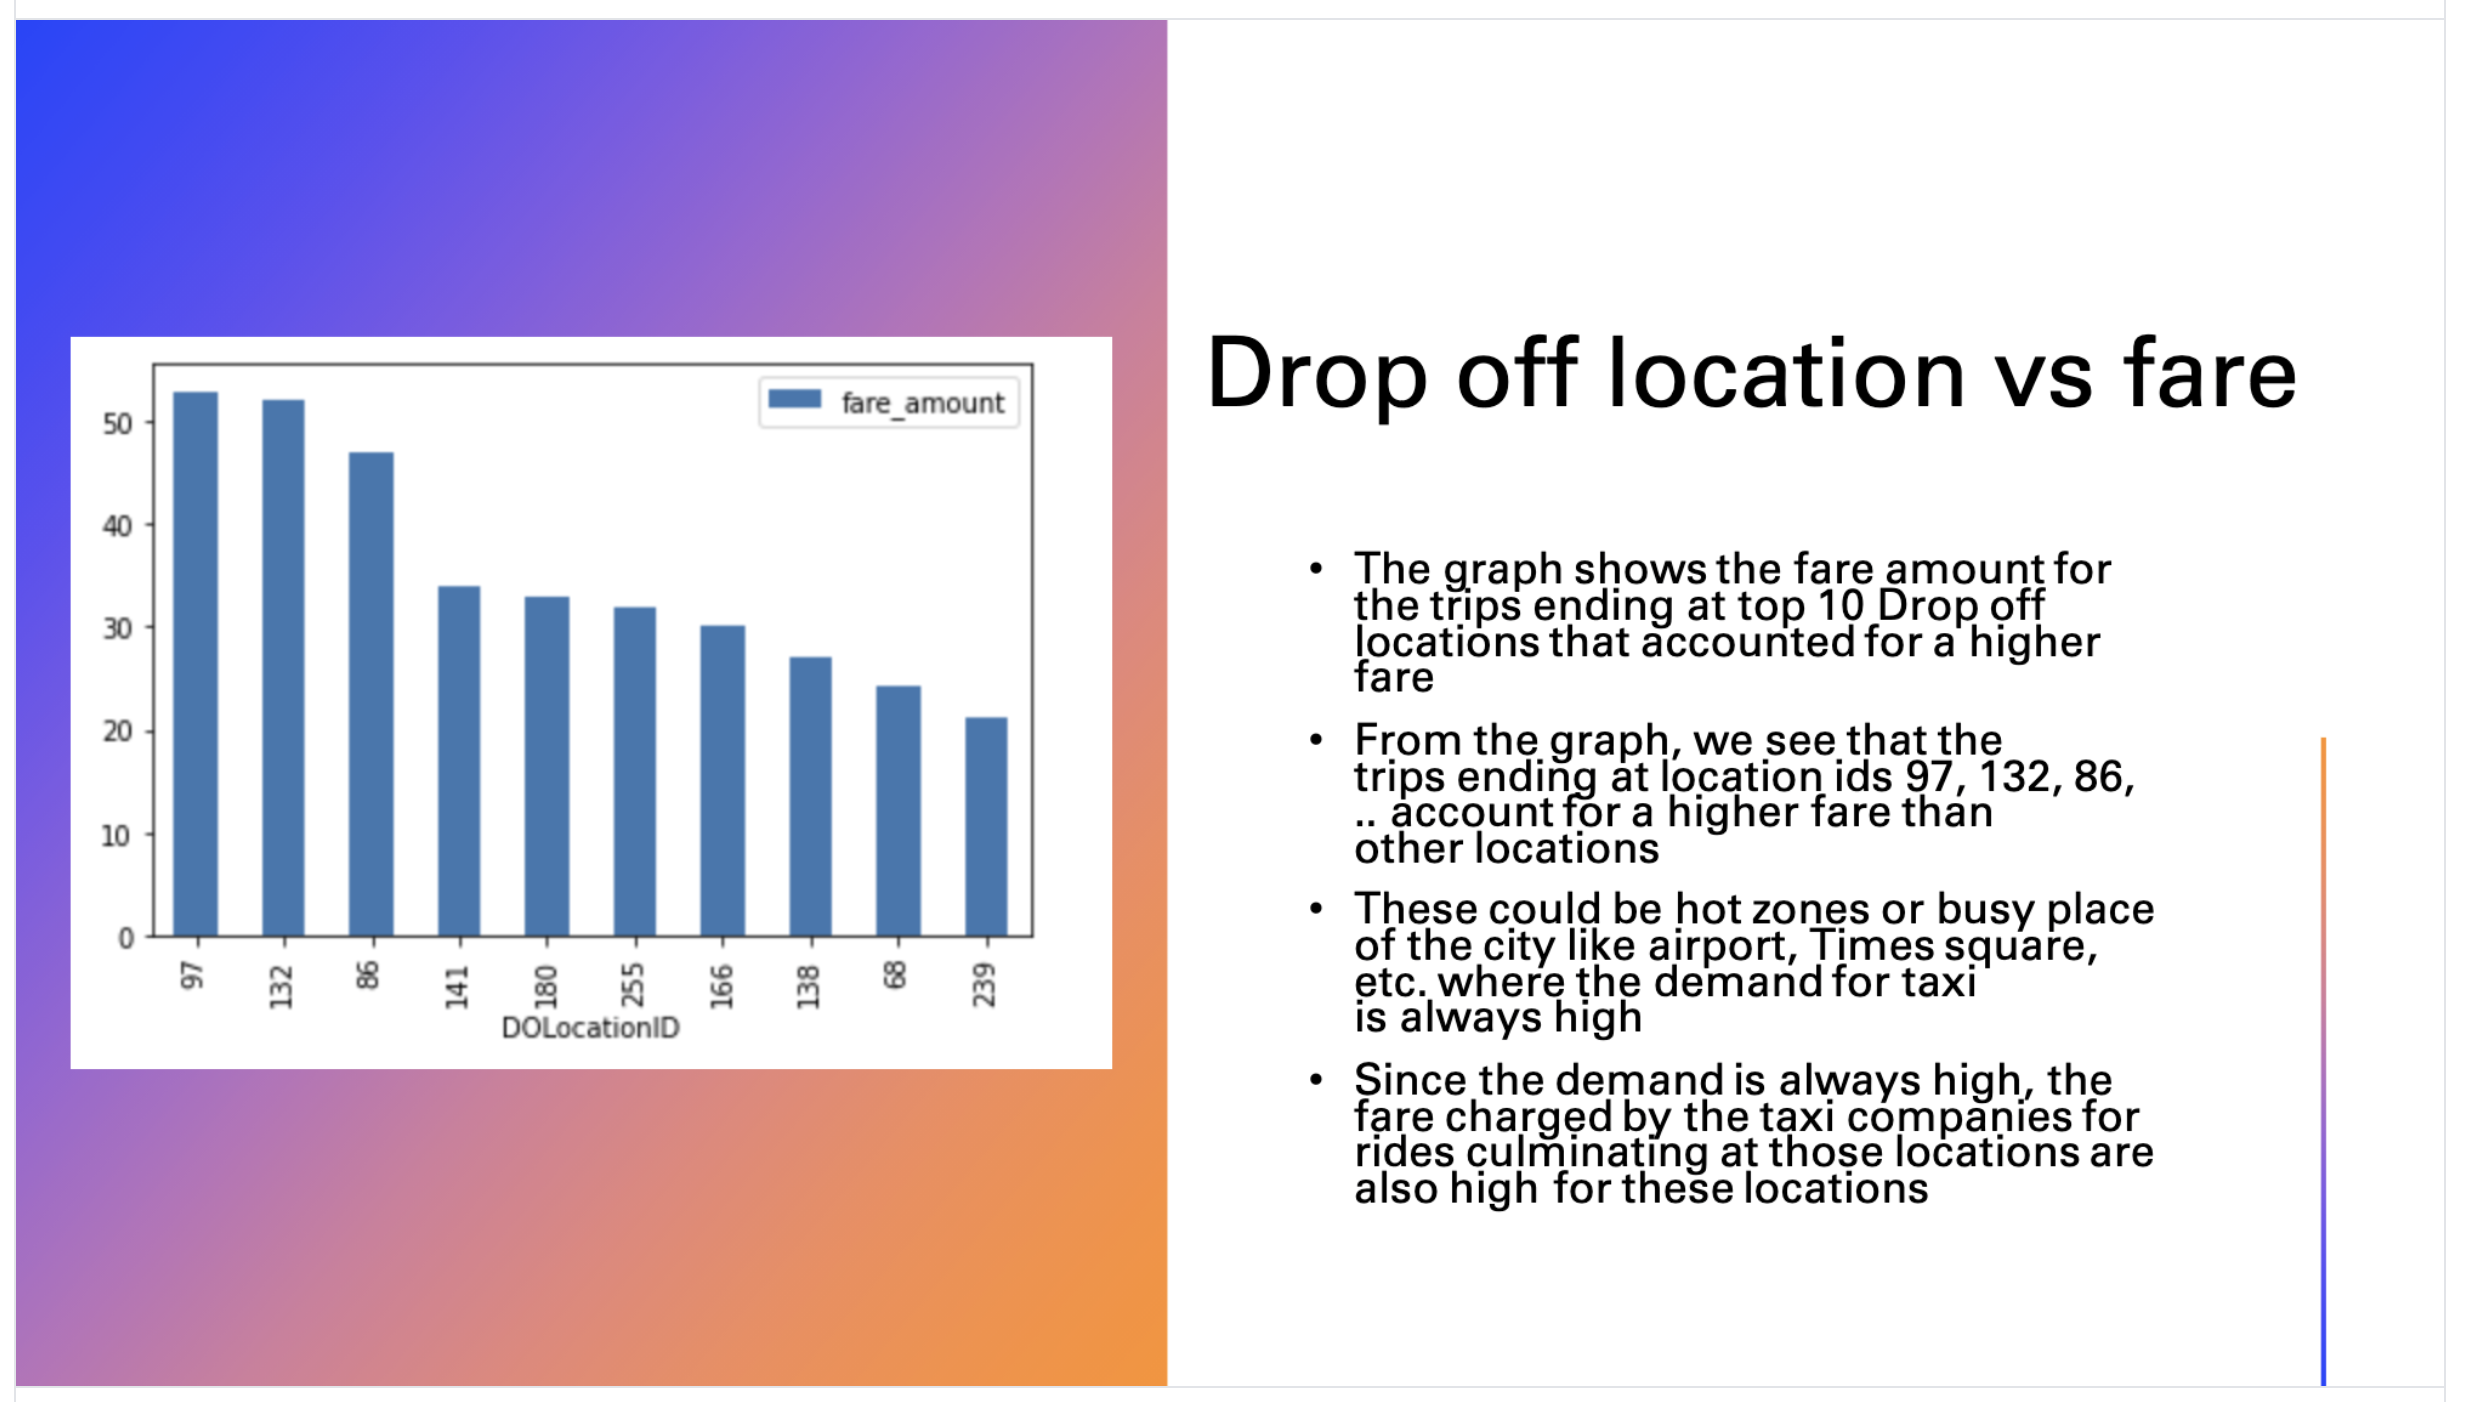 50
40
30
20
10
0
fare_amount
97 132 86 141 180 255 166 138 68 239
DOLocationID
Drop off location vs fare
• The graph shows the fare amount for
the trips ending at top 10 Drop off
locations that accounted for a higher
fare
• From the graph, we see that the
trips ending at location ids 97, 132, 86,
.. account for a higher fare than
other locations
• These could be hot zones or busy place
of the city like airport, Times square,
etc. where the demand for taxi
is always high
• Since the demand is always high, the
fare charged by the taxi companies for
rides culminating at those locations are
also high for these locations